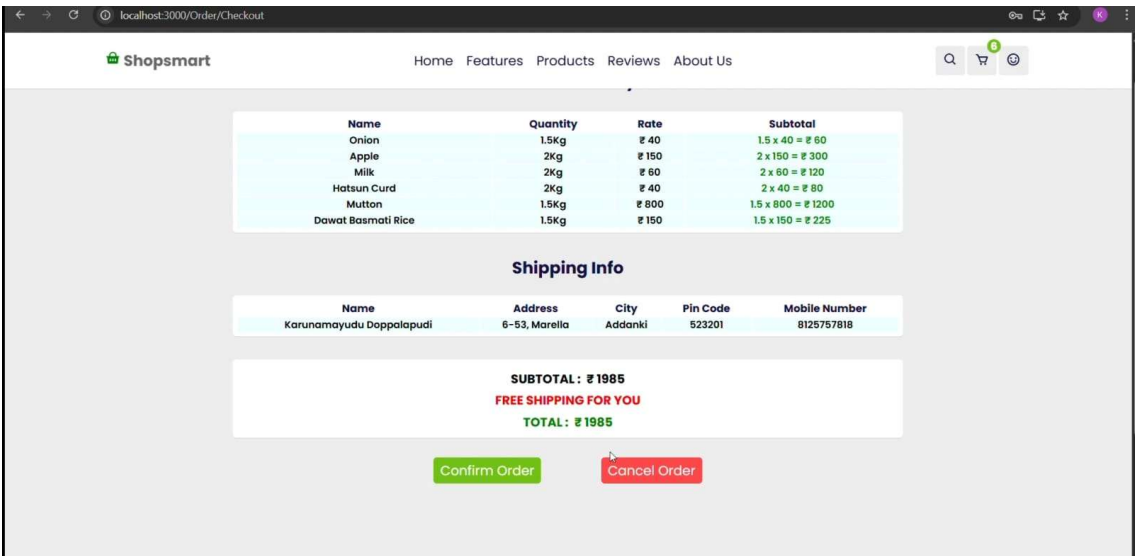 localhost:3000/Order/Checkout
K
Shopsmart
Home Features Products Reviews About Us
6
Name Quantity Rate Subtotal
Onion 1.5Kg ₹ 40 1.5 x 40 = ₹ 60
Apple 2Kg ₹ 150 2 x 150 = ₹ 300
Milk 2Kg ₹ 60 2 x 60 = ₹ 120
Hatsun Curd 2Kg ₹ 40 2 x 40 = ₹ 80
Mutton 1.5Kg ₹ 800 1.5 x 800 = ₹ 1200
Dawat Basmati Rice 1.5Kg ₹ 150 1.5 x 150 = ₹ 225
Shipping Info
Name Address City Pin Code Mobile Number
Karunamayudu Doppalapudi 6-53, Marella Addanki 523201 8125757818
SUBTOTAL : ₹ 1985
FREE SHIPPING FOR YOU
TOTAL : ₹ 1985
Confirm Order Cancel Order